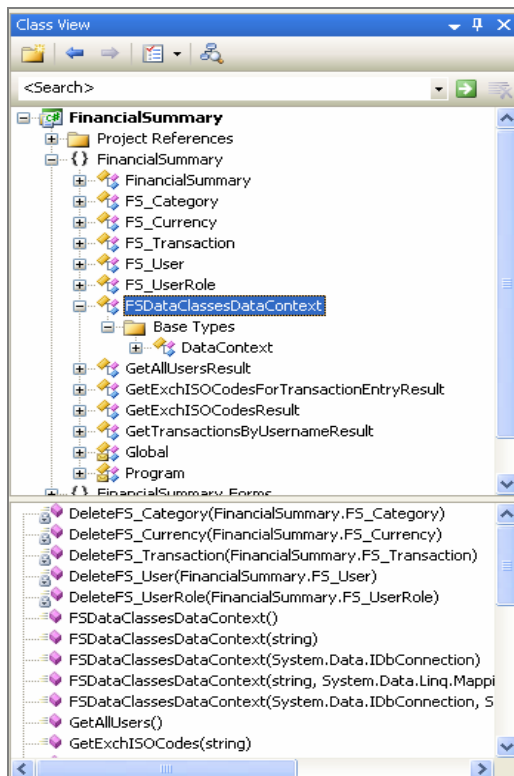 Class View
<Search>
FinancialSummary
Project References
{} FinancialSummary
FinancialSummary
FS_Category
FS_Currency
FS_Transaction
FS_User
FS_UserRole
FSDataClassesDataContext
Base Types
DataContext
GetAllUsersResult
GetExchISOCodesForTransactionEntryResult
GetExchISOCodesResult
GetTransactionsByUsernameResult
Global
Program
{} FinancialSummary.Forms
DeleteFS_Category(FinancialSummary.FS_Category)
DeleteFS_Currency(FinancialSummary.FS_Currency)
DeleteFS_Transaction(FinancialSummary.FS_Transaction)
DeleteFS_User(FinancialSummary.FS_User)
DeleteFS_UserRole(FinancialSummary.FS_UserRole)
FSDataClassesDataContext()
FSDataClassesDataContext(string)
FSDataClassesDataContext(System.Data.IDbConnection)
FSDataClassesDataContext(string, System.Data.Linq.Mappi
FSDataClassesDataContext(System.Data.IDbConnection, S
GetAllUsers()
GetExchISOCodes(string)